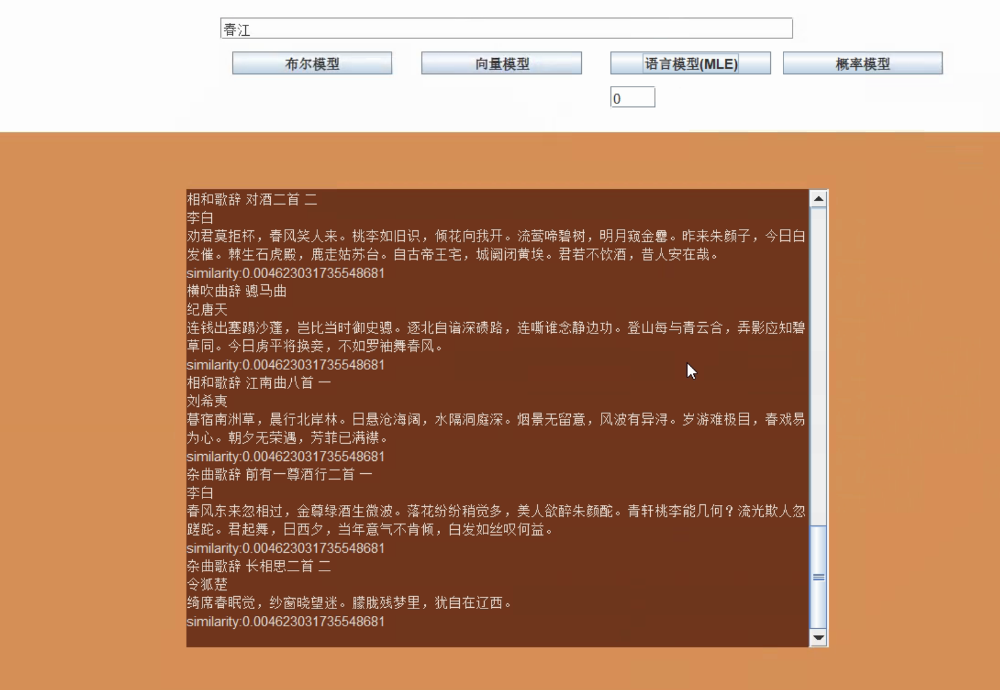 春江
布尔模型 向量模型 语言模型(MLE) 概率模型
0
相和歌辞 对酒二首 二
李白
劝君莫拒杯，春风笑人来。桃李如旧识，倾花向我开。流莺啼碧树，明月窥金罍。昨来朱颜子，今日白
发催。棘生石虎殿，鹿走姑苏台。自古帝王宅，城阙闭黄埃。君若不饮酒，昔人安在哉。
similarity:0.004623031735548681
横吹曲辞 骢马曲
纪唐天
连钱出塞蹋沙蓬，岂比当时御史骢。逐北自谙深碛路，连嘶谁念静边功。登山每与青云合，弄影应知碧
草同。今日虏平将换妾，不如罗袖舞春风。
similarity:0.004623031735548681
相和歌辞 江南曲八首 一
刘希夷
暮宿南洲草，晨行北岸林。日悬沧海阔，水隔洞庭深。烟景无留意，风波有异浔。岁游难极目，春戏易
为心。朝夕无荣遇，芳菲已满襟。
similarity:0.004623031735548681
杂曲歌辞 前有一尊酒行二首 一
李白
春风东来忽相过，金尊绿酒生微波。落花纷纷稍觉多，美人欲醉朱颜酡。青轩桃李能几何？流光欺人忽
蹉跎。君起舞，日西夕，当年意气不肯倾，白发如丝叹何益。
similarity:0.004623031735548681
杂曲歌辞 长相思二首 二
令狐楚
绮席春眠觉，纱窗晓望迷。朦胧残梦里，犹自在辽西。
similarity:0.004623031735548681